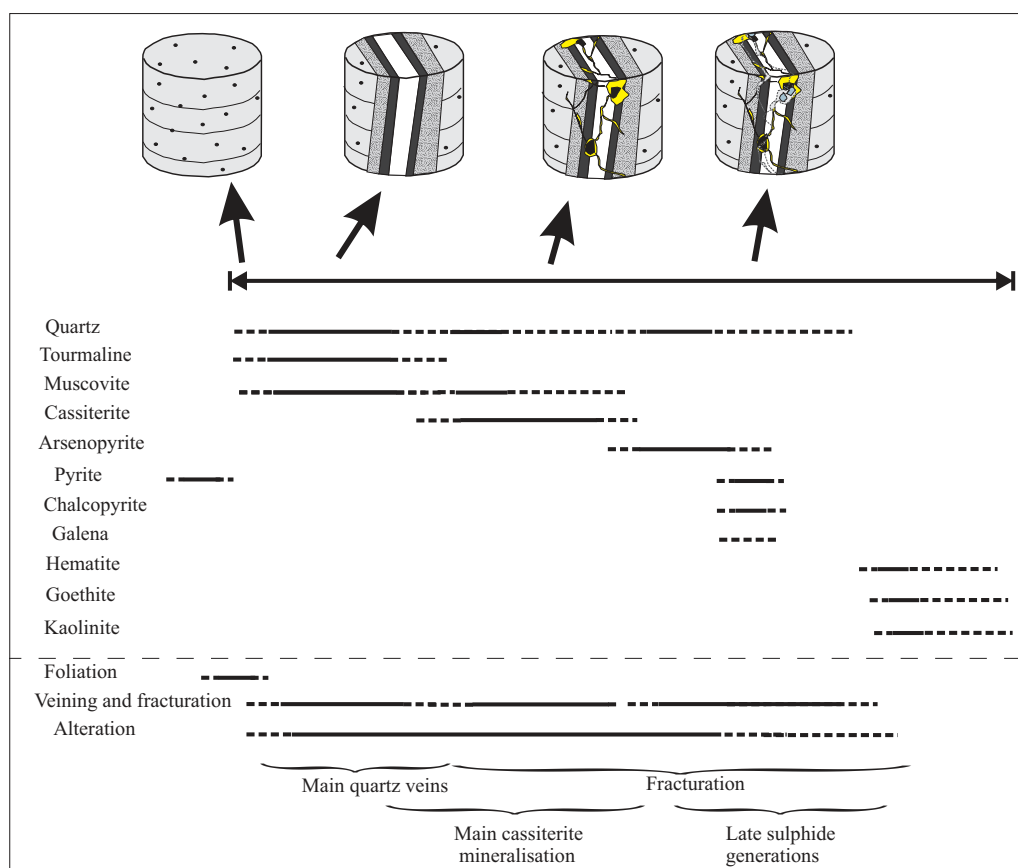 Quartz
Tourmaline
Muscovite
Cassiterite
Arsenopyrite
Pyrite
Chalcopyrite
Galena
Hematite
Goethite
Kaolinite
Foliation
Veining and fracturation
Alteration
Main quartz veins
Fracturation
Main cassiterite
mineralisation
Late sulphide
generations